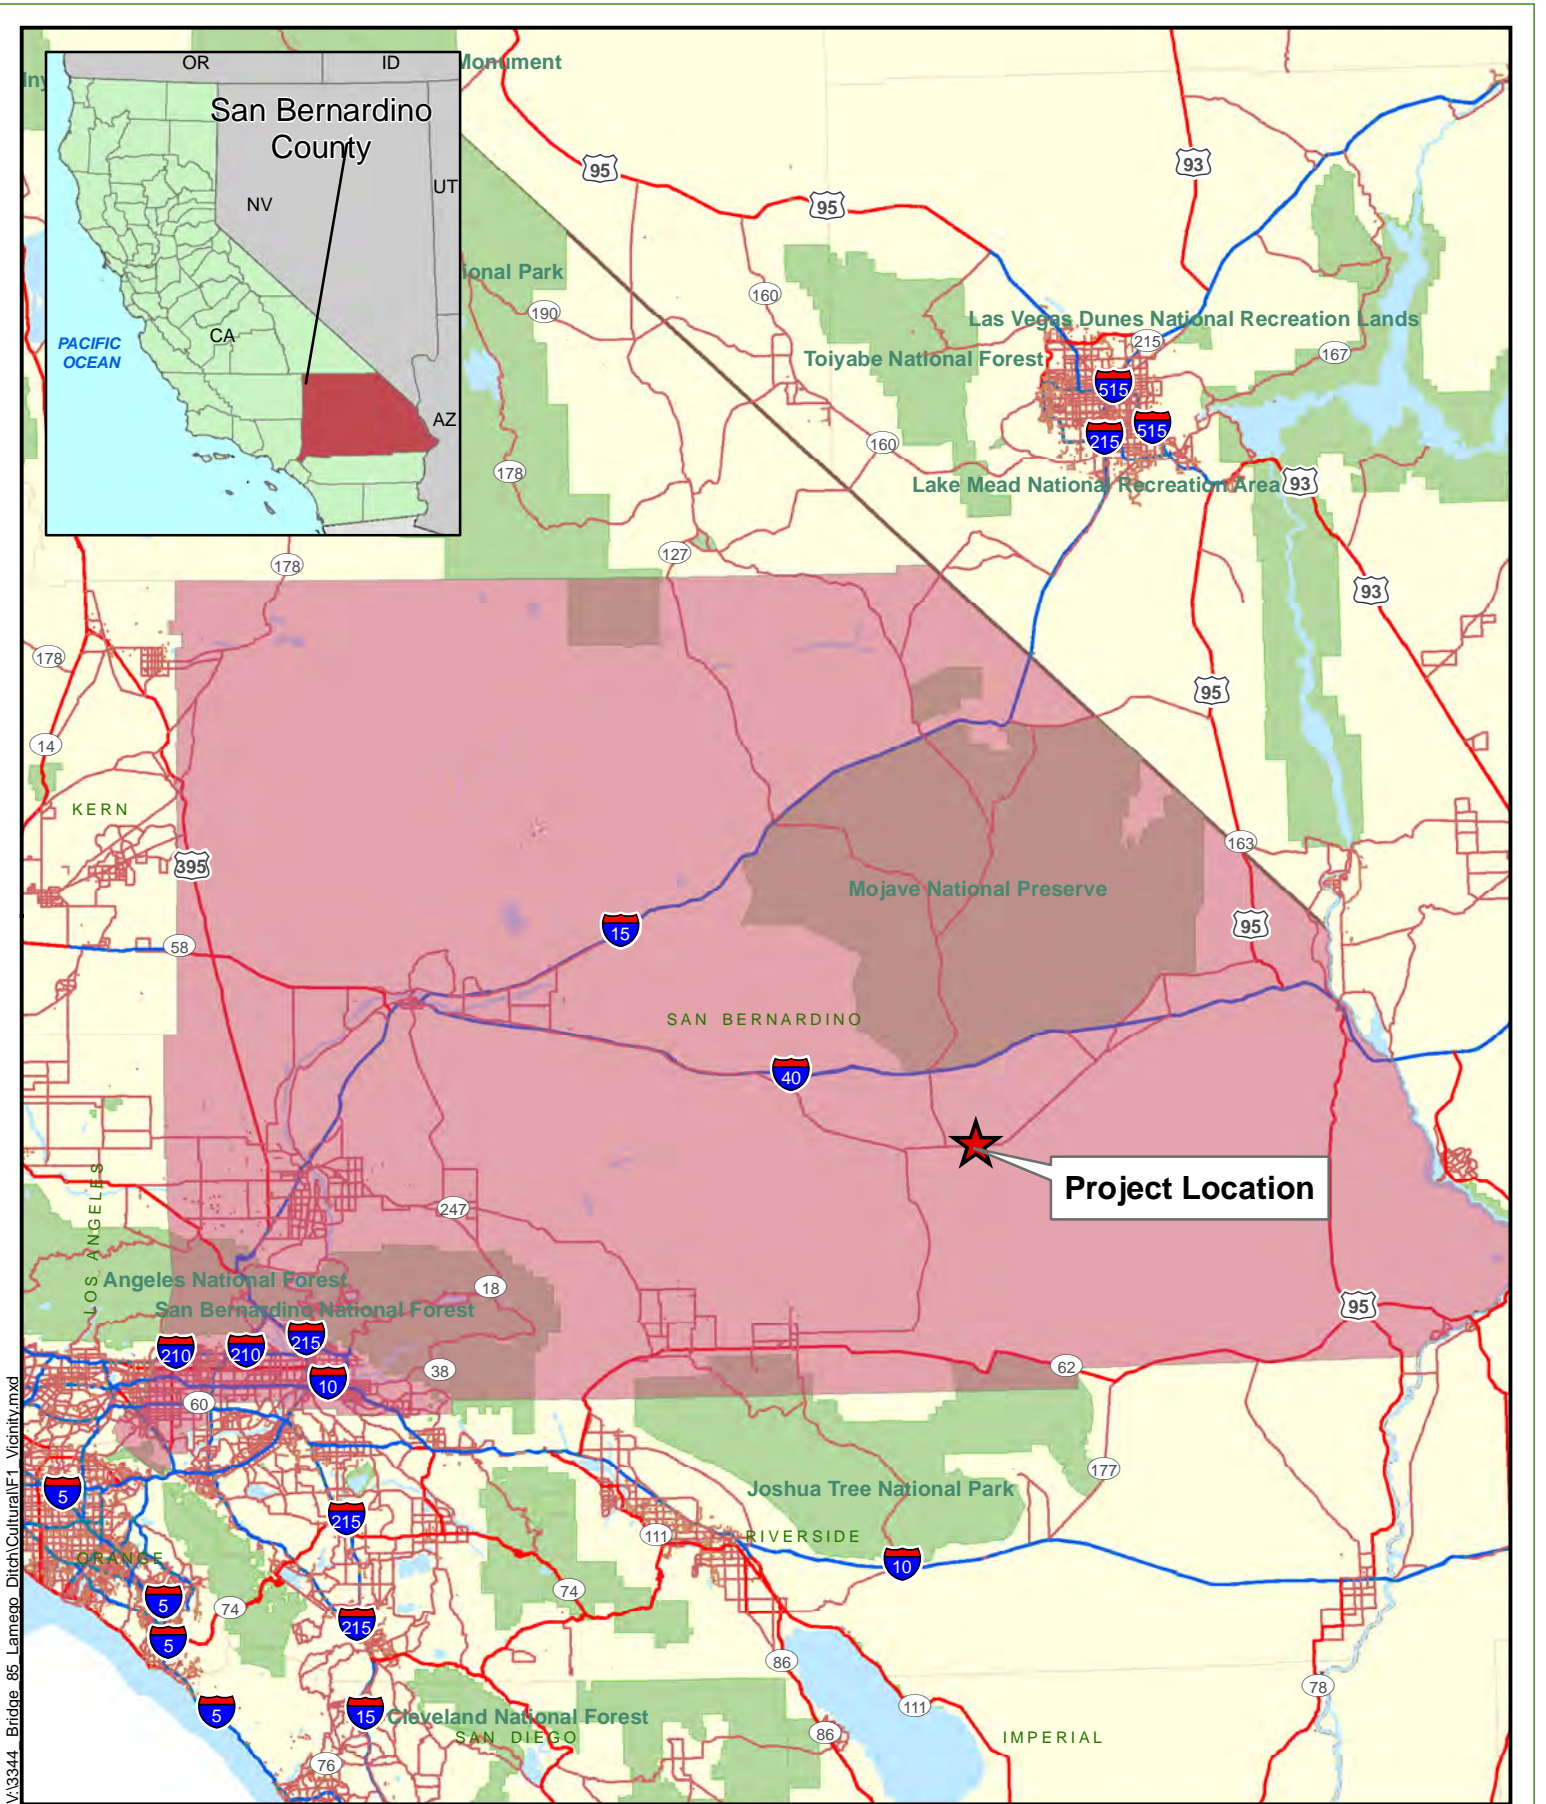 OR
ID
Monument
San Bernardino
County
95
93
UT
NV
95
ional Park
160
190
Las Vegas Dunes National Recreation Lands
CA
PACIFIC
OCEAN
215
167
Toiyabe National Forest
515
AZ
515
215
160
178
Lake Mead National Recreation Area
93
127
178
93
178
95
14
KERN
163
395
Mojave National Preserve
95
15
58
SAN BERNARDINO
40
Project Location
LOS ANGELES
247
Angeles National Forest
18
San Bernardino National Forest
95
215
210
210
62
38
10
60
177
5
Joshua Tree National Park
215
111
RIVERSIDE
ORANGE
10
74
5
74
215
5
86
78
111
5
15
Cleveland National Forest
86
SAN DIEGO
IMPERIAL
76
V:\3344_Bridge_85_Lamego_Ditch\Cultural\F1_Vicinity.mxd